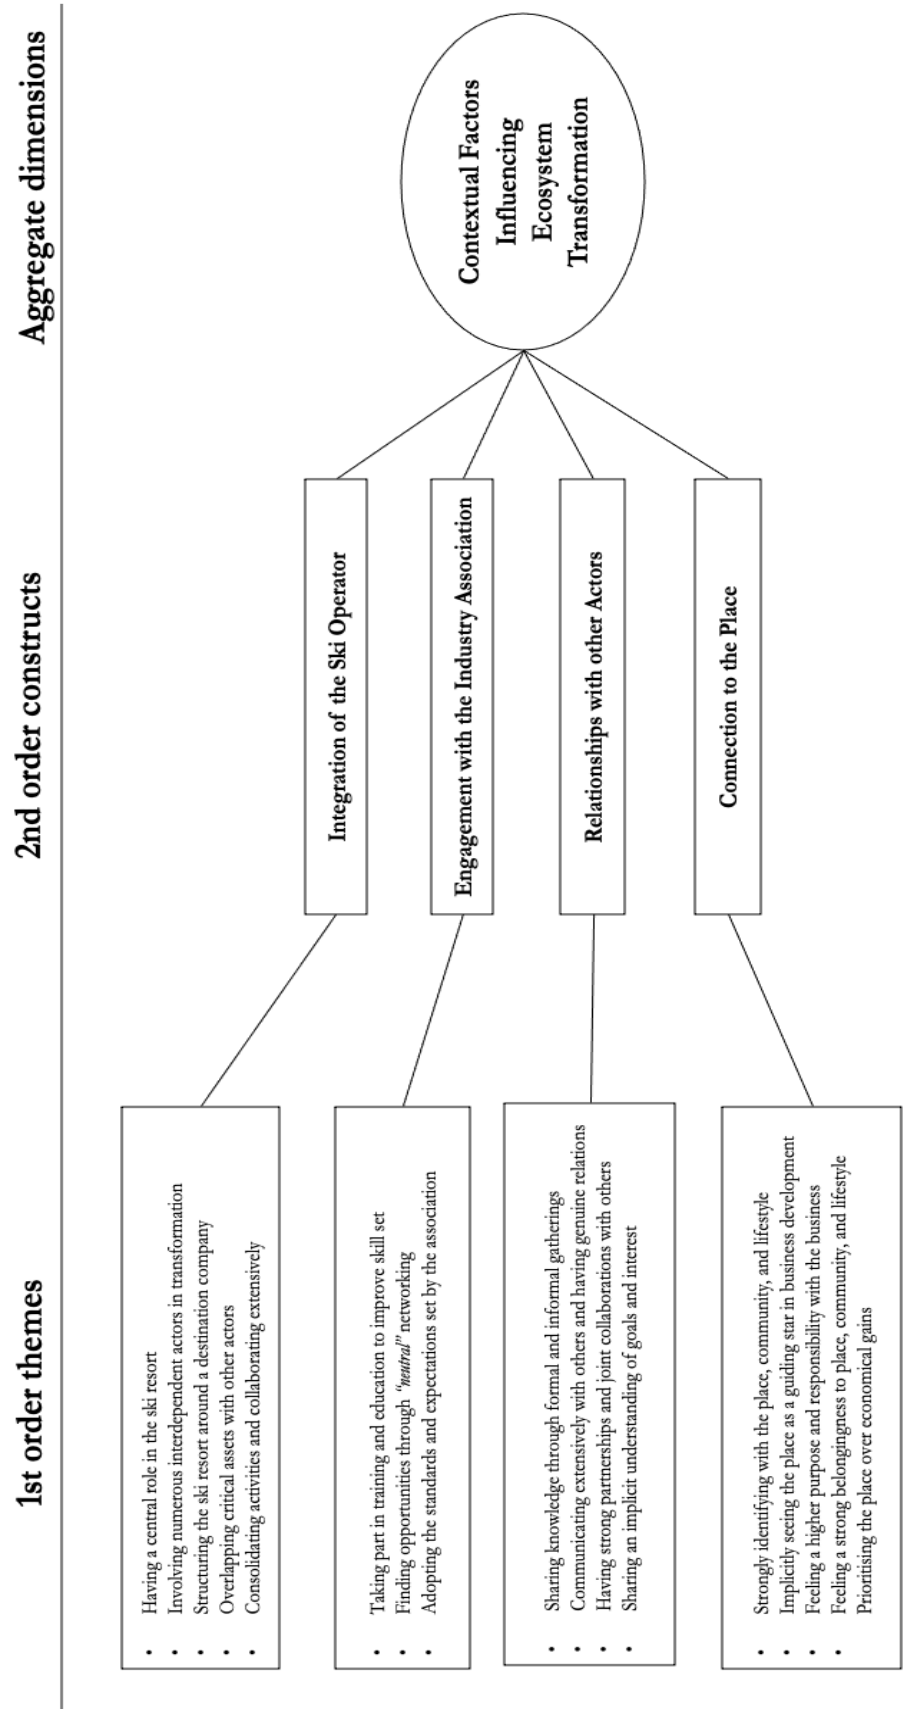 1st order themes
2nd order constructs
Aggregate dimensions
• Having a central role in the ski resort
• Involving numerous interdependent actors in transformation
• Structuring the ski resort around a destination company
• Overlapping critical assets with other actors
• Consolidating activities and collaborating extensively
Integration of the Ski Operator
• Taking part in training and education to improve skill set
• Finding opportunities through “neutral” networking
• Adopting the standards and expectations set by the association
Engagement with the Industry Association
• Sharing knowledge through formal and informal gatherings
• Communicating extensively with others and having genuine relations
• Having strong partnerships and joint collaborations with others
• Sharing an implicit understanding of goals and interest
Relationships with other Actors
• Strongly identifying with the place, community, and lifestyle
• Implicitly seeing the place as a guiding star in business development
• Feeling a higher purpose and responsibility with the business
• Feeling a strong belongingness to place, community, and lifestyle
• Prioritising the place over economical gains
Connection to the Place
Contextual Factors
Influencing
Ecosystem
Transformation